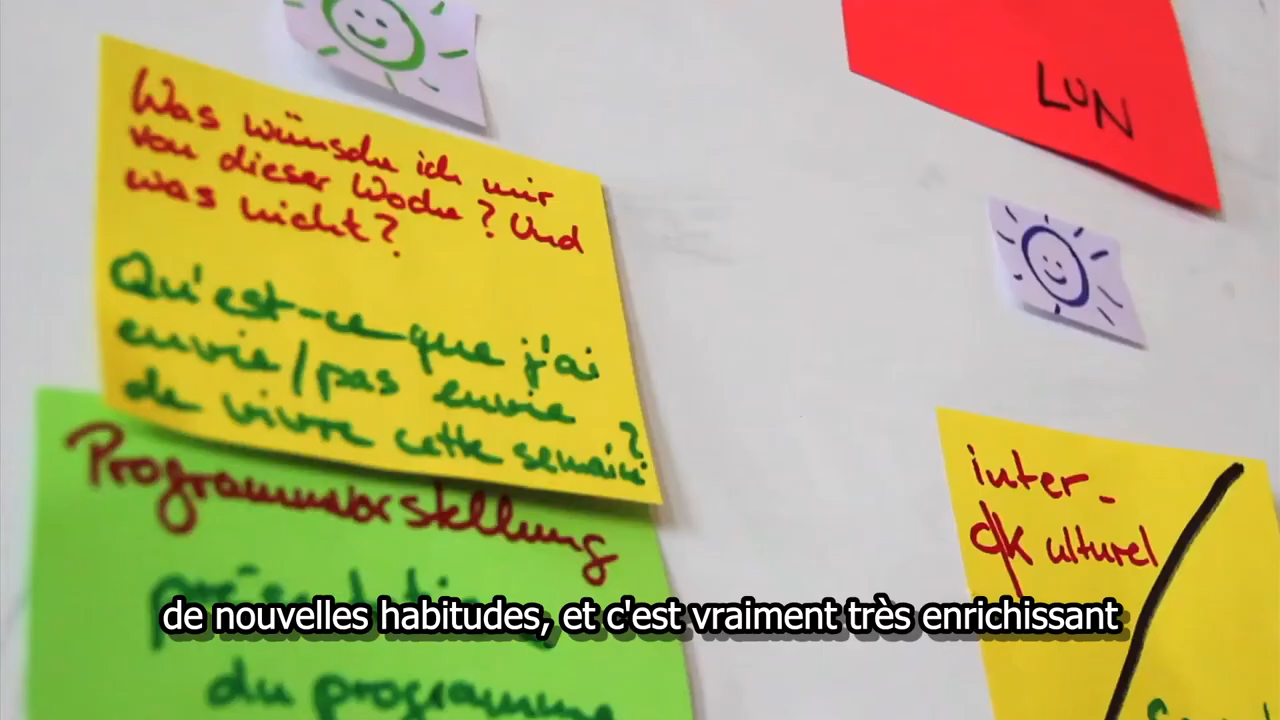 Was wünsche ich mir
von dieser Woche? Und
was nicht?
Qu'est-ce que j'ai
envie/pas envie
de vivre cette semaine?
Programmvorstellung
présentation
du programme
LUN
inter-
kulturel
de nouvelles habitudes, et c'est vraiment très enrichissant